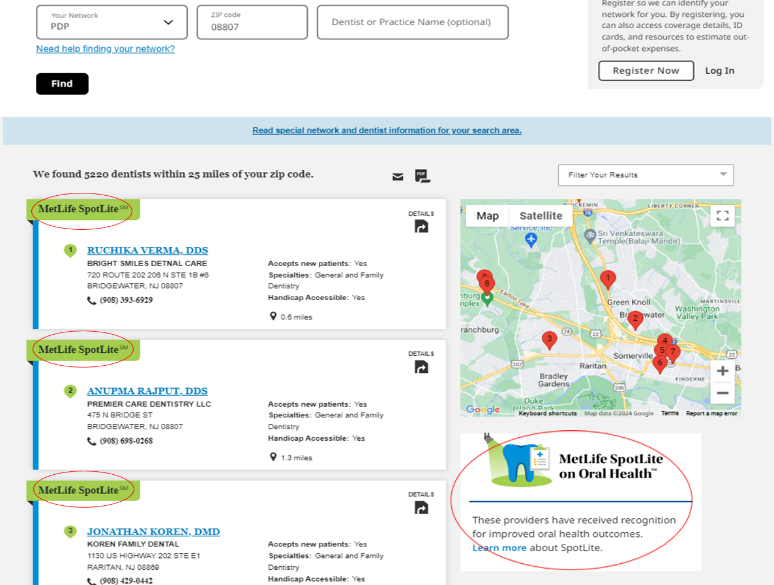 Your Network
PDP
ZIP code
08807
Dentist or Practice Name (optional)
Need help finding your network?
Find
Register so we can identify your
network for you. By registering, you
can also access coverage details, ID
cards, and resources to estimate out-
of-pocket expenses.
Register Now
Log In
Read special network and dentist information for your search area.
We found 5220 dentists within 25 miles of your zip code.
PDF
Filter Your Results
MetLife SpotLite℠
DETAILS
1
RUCHIKA VERMA, DDS
BRIGHT SMILES DETNAL CARE
720 ROUTE 202 206 N STE 1B #6
BRIDGEWATER, NJ 08807
(908) 393-6929
Accepts new patients: Yes
Specialties: General and Family
Dentistry
Handicap Accessible: Yes
0.6 miles
MetLife SpotLite℠
DETAILS
2
ANUPMA RAJPUT, DDS
PREMIER CARE DENTISTRY LLC
475 N BRIDGE ST
BRIDGEWATER, NJ 08807
(908) 698-0268
Accepts new patients: Yes
Specialties: General and Family
Dentistry
Handicap Accessible: Yes
1.3 miles
MetLife SpotLite℠
DETAILS
3
JONATHAN KOREN, DMD
KOREN FAMILY DENTAL
1130 US HIGHWAY 202 STE E1
RARITAN, NJ 08869
(908) 429-0442
Accepts new patients: Yes
Specialties: General and Family
Dentistry
Handicap Accessible: Yes
Map
Satellite
LIBERTY CORNER
Service, Inc
Sri Venkateswara
Temple(Balaji Mandir)
1
8
Green Knoll
MARTINSVILL
Washington
Valley Park
2
3
4
5
7
6
22
202
206
22
Somerville
Raritan
Bradley
Gardens
FINDERNE
Duke
Island Park
Google
Keyboard shortcuts
Map data ©2024 Google
Terms
Report a map error
MetLife SpotLite
on Oral Health℠
These providers have received recognition
for improved oral health outcomes.
Learn more about SpotLite.